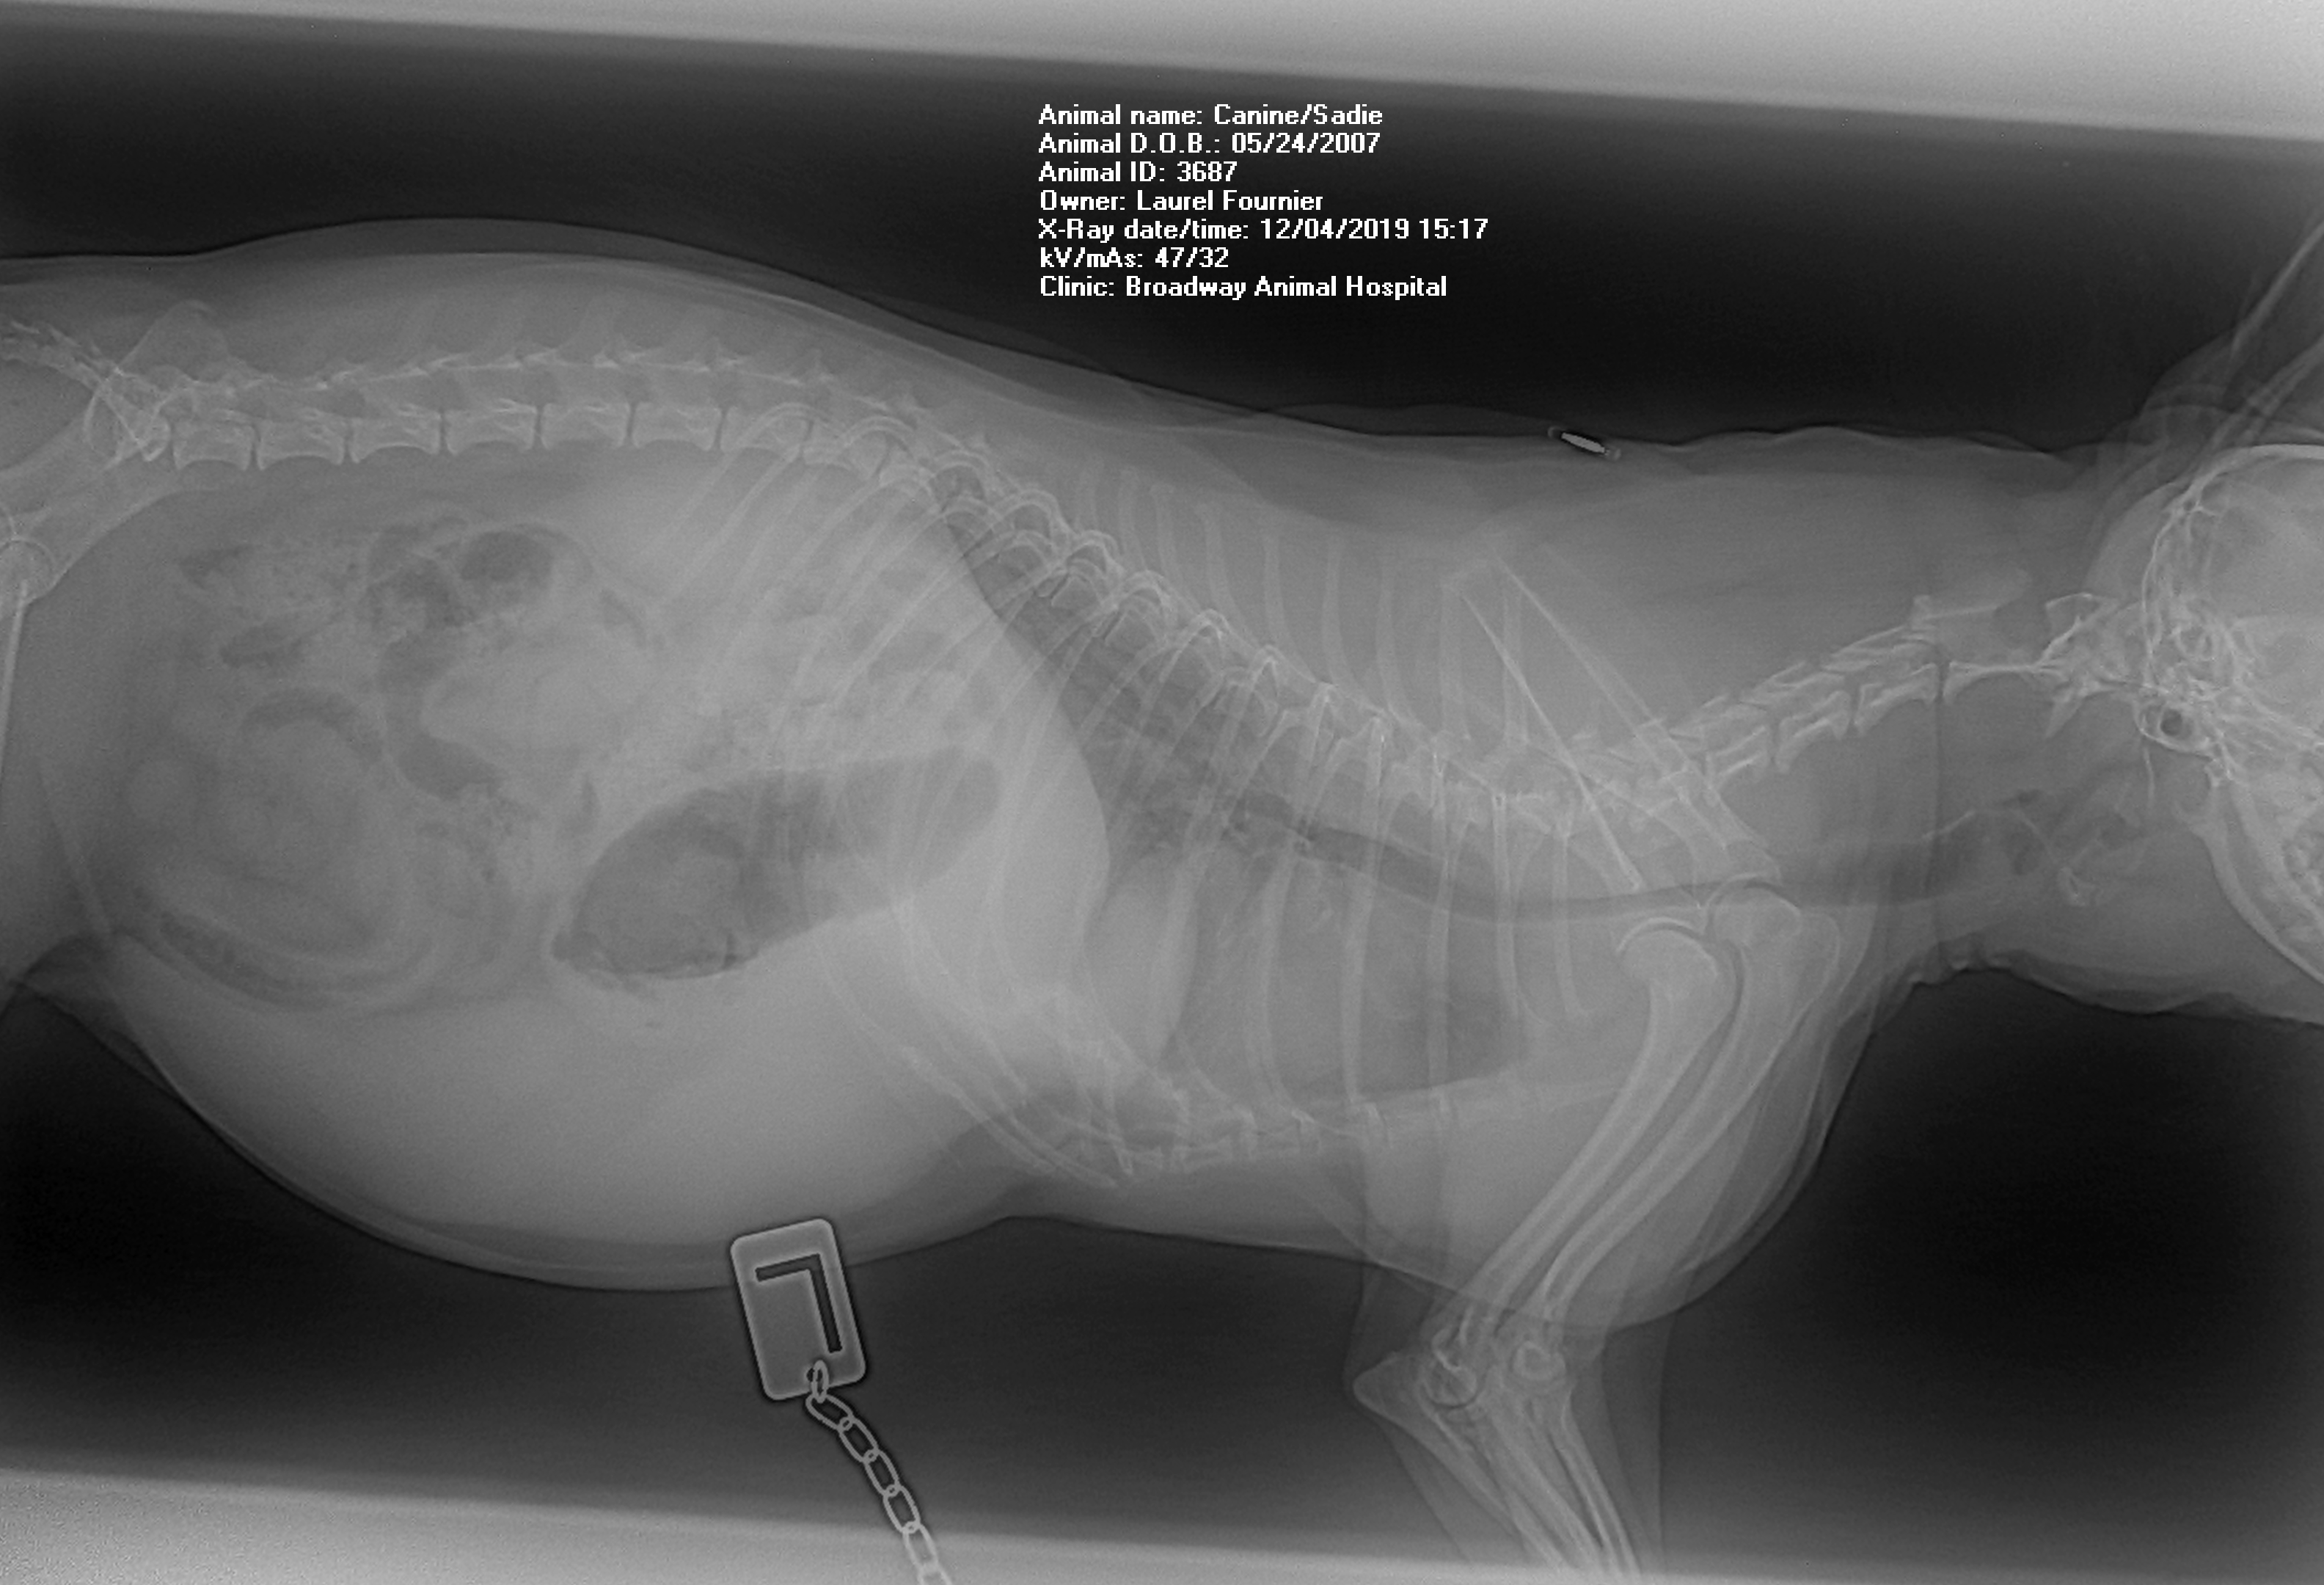 Animal name: Canine/Sadie
Animal D.O.B.: 05/24/2007
Animal ID: 3687
Owner: Laurel Fournier
X-Ray date/time: 12/04/2019 15:17
kV/mAs: 47/32
Clinic: Broadway Animal Hospital
L